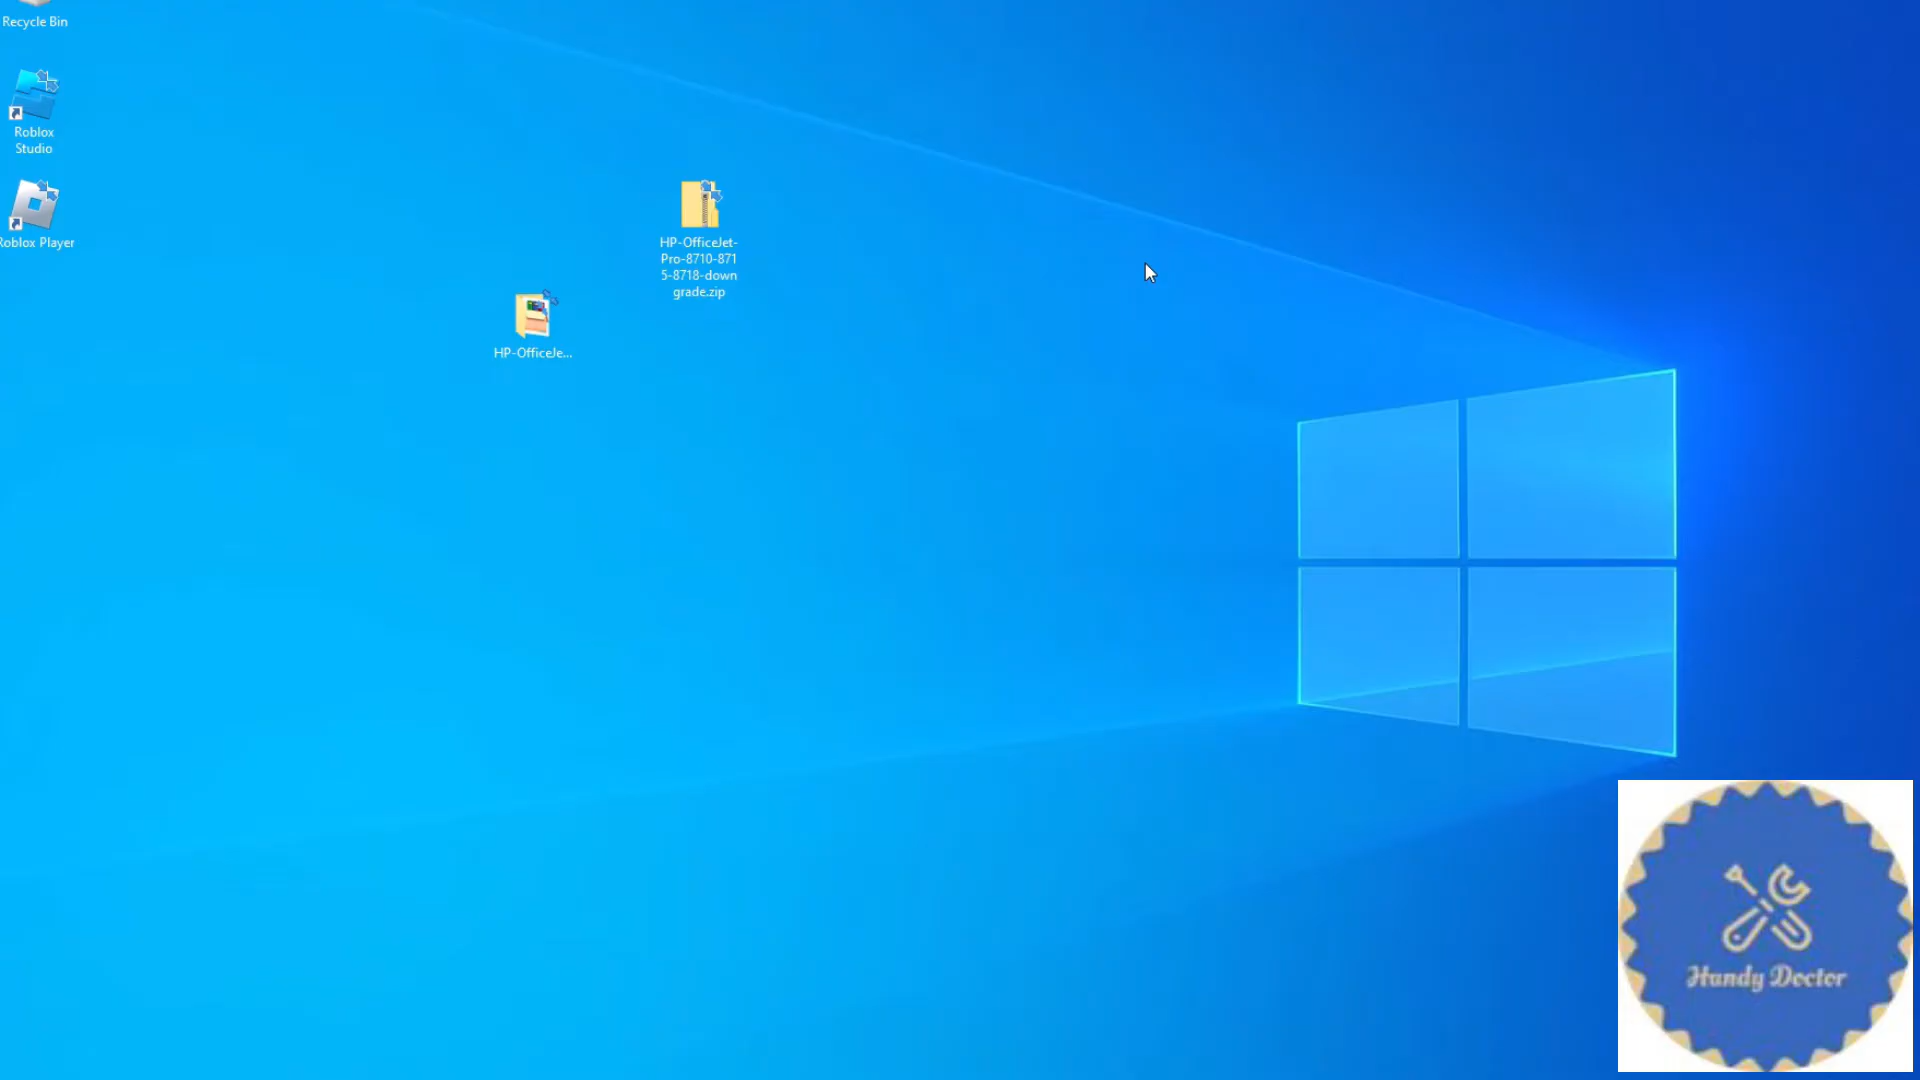 Recycle Bin
Roblox
Studio
Roblox Player
HP-OfficeJet-
Pro-8710-871
5-8718-down
grade.zip
HP-OfficeJe...
Handy Doctor